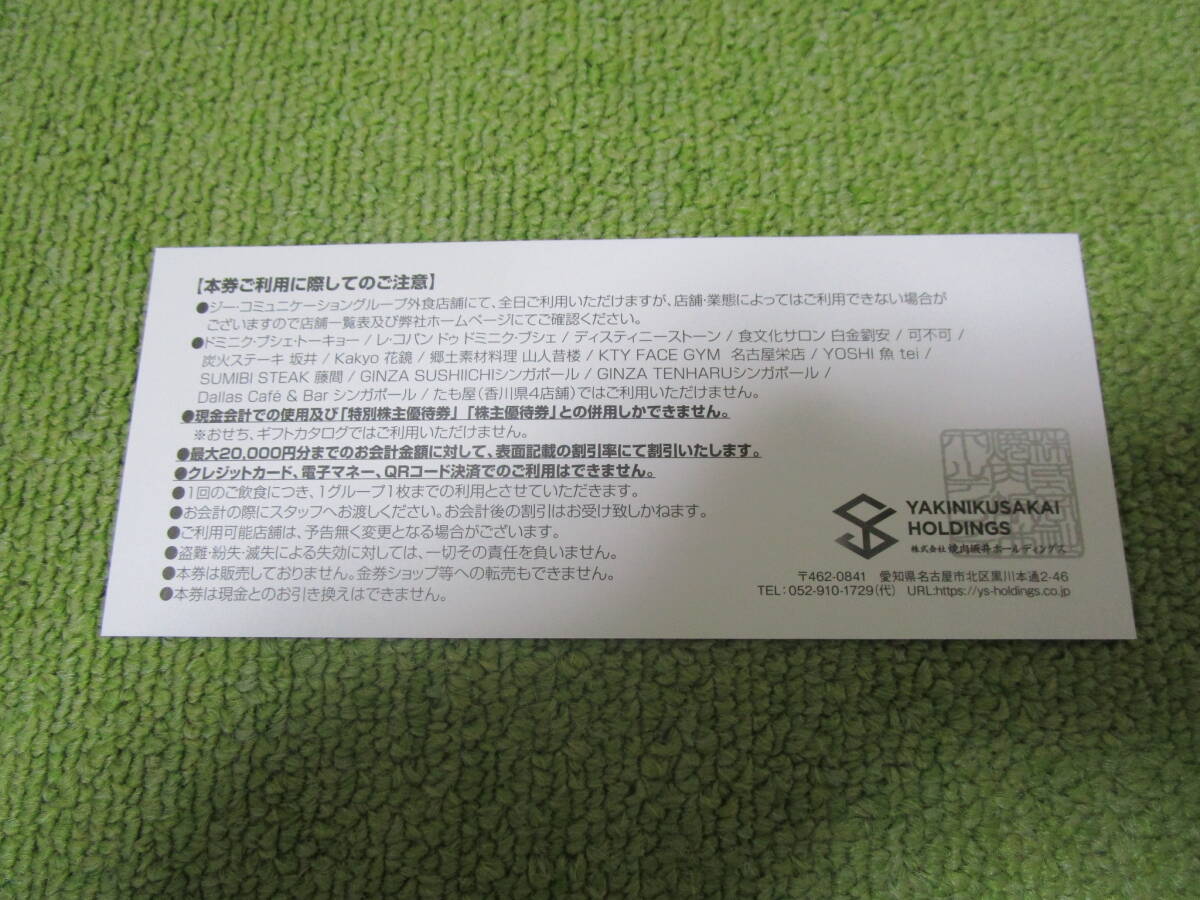 【本券ご利用に際してのご注意】
●ジー・コミュニケーショングループ外食店舗にて、全日ご利用いただけますが、店舗・業態によってはご利用できない場合が
ございますので店舗一覧表及び弊社ホームページにてご確認ください。
●ドミニク・ブシェ・トーキョー / レ・コパン ドゥ ドミニク・ブシェ / ディスティニーストーン / 食文化サロン 白金劉安 / 可不可 /
炭火ステーキ 坂井 / Kakyo 花鏡 / 郷土素材料理 山人昔楼 / KTY FACE GYM 名古屋栄店 / YOSHI 魚 tei /
SUMIBI STEAK 藤間 / GINZA SUSHIICHIシンガポール / GINZA TENHARUシンガポール /
Dallas Café & Bar シンガポール / たも屋(香川県4店舗)ではご利用いただけません。
●現金会計での使用及び「特別株主優待券」「株主優待券」との併用しかできません。
※おせち、ギフトカタログではご利用いただけません。
●最大20,000円分までのお会計金額に対して、表面記載の割引率にて割引いたします。
●クレジットカード、電子マネー、QRコード決済でのご利用はできません。
●1回のご飲食につき、1グループ1枚までの利用とさせていただきます。
●お会計の際にスタッフへお渡しください。お会計後の割引はお受け致しかねます。
●ご利用可能店舗は、予告無く変更となる場合がございます。
●盗難・紛失・滅失による失効に対しては、一切その責任を負いません。
●本券は販売しておりません。金券ショップ等への転売もできません。
●本券は現金とのお引き換えはできません。
YAKINIKUSAKAI
HOLDINGS
株式会社 焼肉坂井ホールディングス
〒462-0841 愛知県名古屋市北区黒川本通2-46
TEL:052-910-1729(代) URL:https://ys-holdings.co.jp